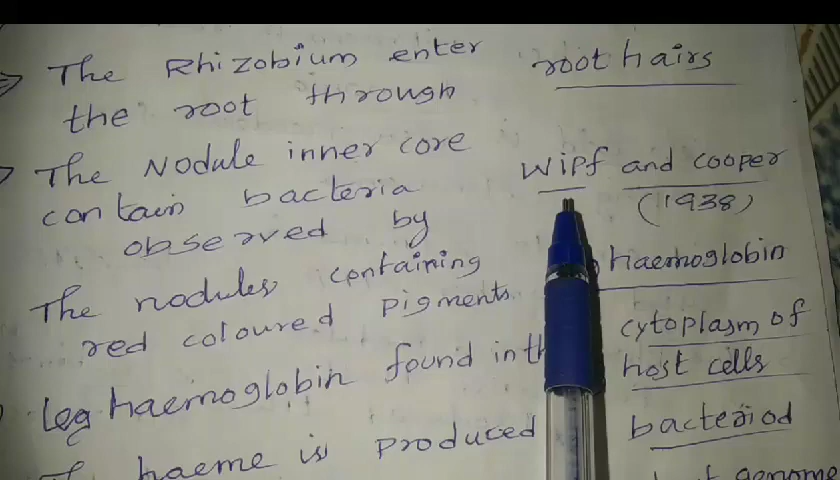 The Rhizobium enter
the root through
root hairs
The Nodule inner core
contain bacteria
observed by
Wipf and cooper
(1938)
The nodules containing
red coloured pigments
haemoglobin
Leg haemoglobin found in th
cytoplasm of
host cells
haeme is produced
bacteriod
genome